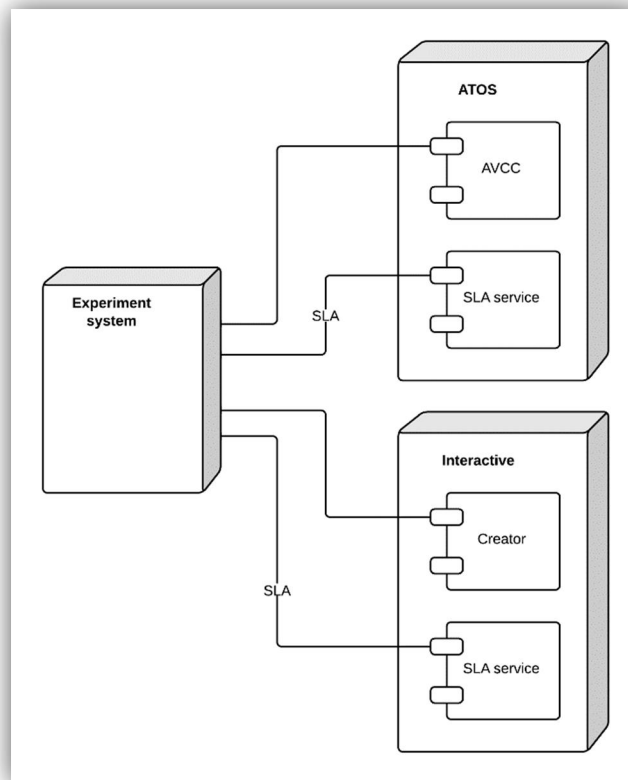 ATOS
AVCC
SLA service
SLA
Experiment
system
Interactive
Creator
SLA
SLA service